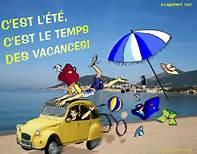 C'EST L'ÉTÉ,
C'EST LE TEMPS
DES VACANCES!